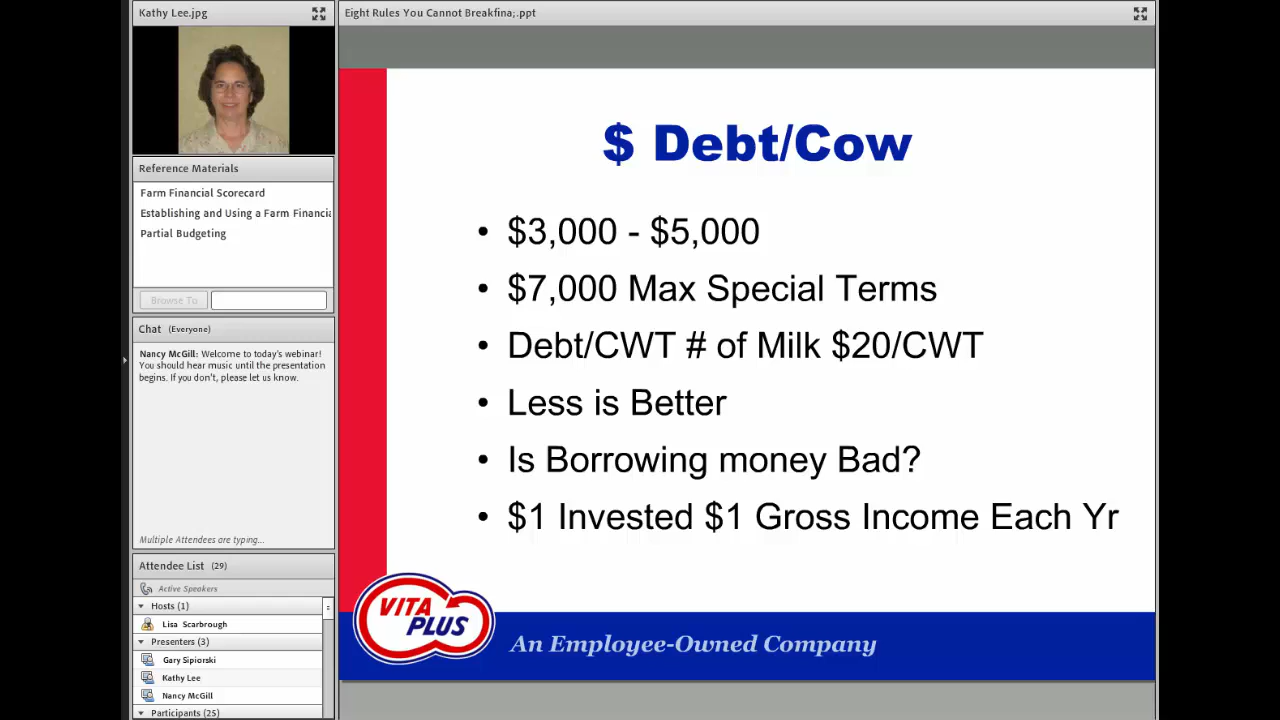 Kathy Lee.jpg
Reference Materials
Farm Financial Scorecard
Establishing and Using a Farm Financia
Partial Budgeting
Browse To
Chat (Everyone)
Nancy McGill: Welcome to today's webinar!
You should hear music until the presentation
begins. If you don't, please let us know.
Multiple Attendees are typing...
Attendee List (29)
Active Speakers
Hosts (1)
Lisa Scarbrough
Presenters (3)
Gary Sipiorski
Kathy Lee
Nancy McGill
Participants (25)
Eight Rules You Cannot Breakfina;.ppt
$ Debt/Cow
• $3,000 - $5,000
• $7,000 Max Special Terms
• Debt/CWT # of Milk $20/CWT
• Less is Better
• Is Borrowing money Bad?
• $1 Invested $1 Gross Income Each Yr
VITA
PLUS
An Employee-Owned Company